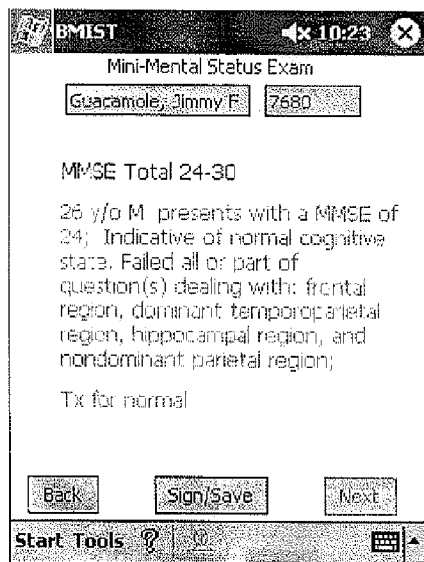 BMIST 10:23
Mini-Mental Status Exam
Guacamole, Jimmy F 7680
MMSE Total 24-30
26 y/o M presents with a MMSE of
24; Indicative of normal cognitive
state. Failed all or part of
question(s) dealing with: frontal
region, dominant temporoparietal
region, hippocampal region, and
nondominant parietal region;
Tx for normal
Back Sign/Save Next
Start Tools ?